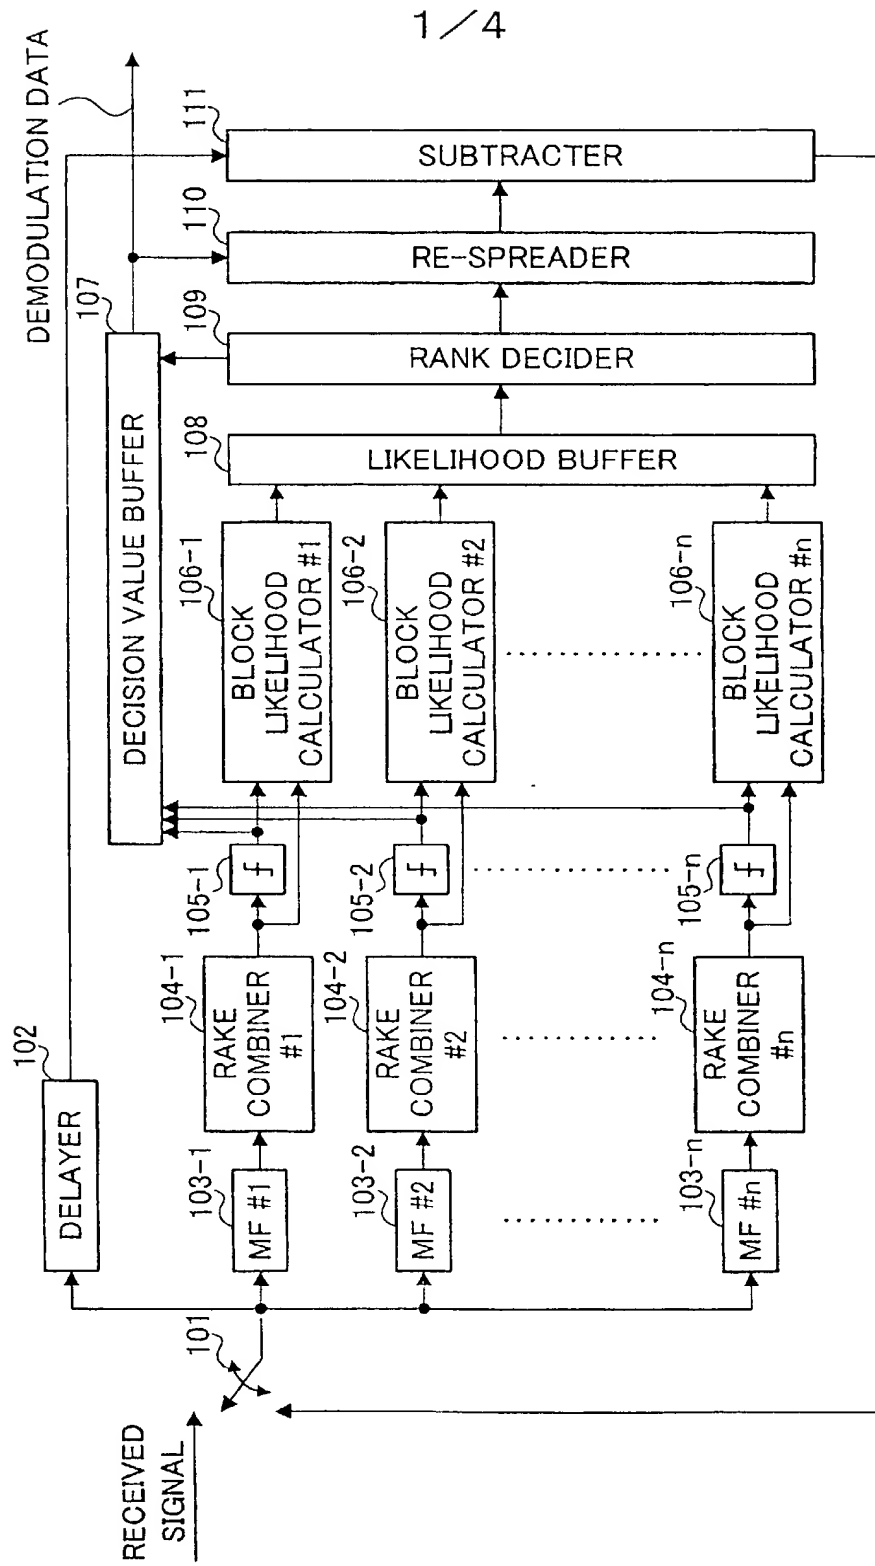 1/4
RECEIVED
SIGNAL
101
102
DELAYER
103-1
MF #1
104-1
RAKE
COMBINER
#1
105-1
106-1
BLOCK
LIKELIHOOD
CALCULATOR #1
103-2
MF #2
104-2
RAKE
COMBINER
#2
105-2
106-2
BLOCK
LIKELIHOOD
CALCULATOR #2
103-n
MF #n
104-n
RAKE
COMBINER
#n
105-n
106-n
BLOCK
LIKELIHOOD
CALCULATOR #n
107
DECISION VALUE BUFFER
108
LIKELIHOOD BUFFER
109
RANK DECIDER
110
RE-SPREADER
111
SUBTRACTER
DEMODULATION DATA